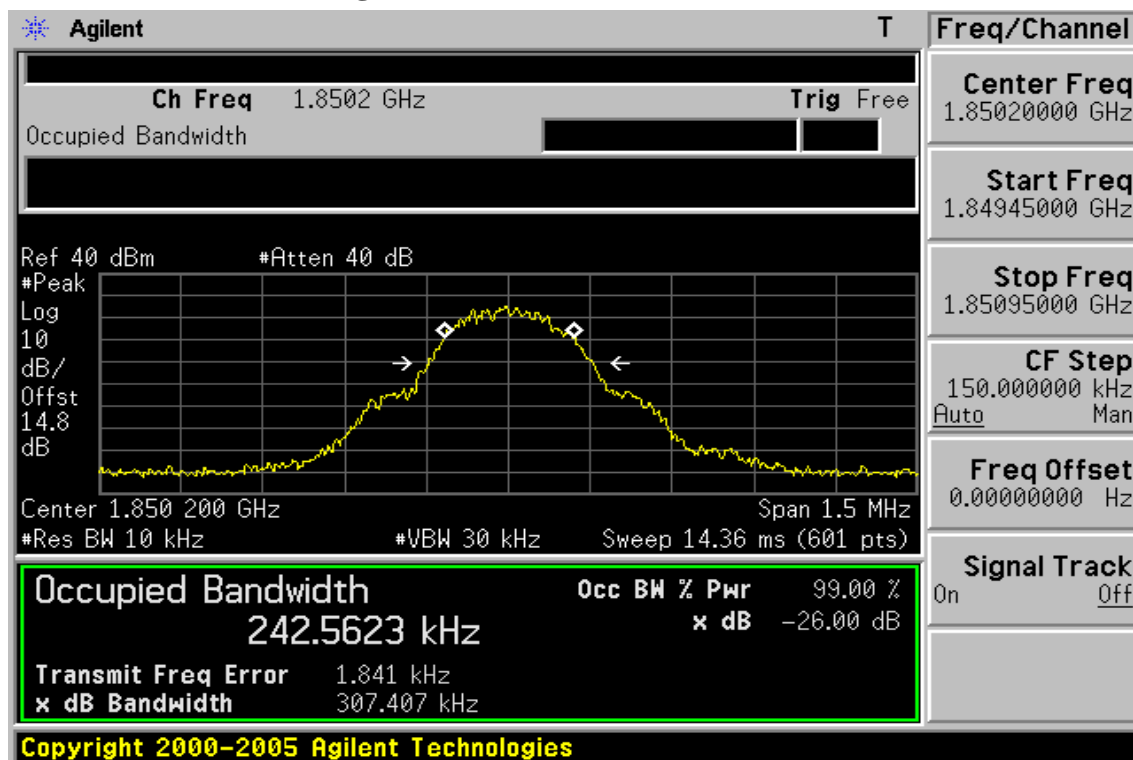 Agilent T Freq/Channel
Ch Freq 1.8502 GHz Trig Free
Occupied Bandwidth
Center Freq
1.85020000 GHz
Start Freq
1.84945000 GHz
Stop Freq
1.85095000 GHz
CF Step
150.000000 kHz
Auto Man
Freq Offset
0.00000000 Hz
Signal Track
On Off
Ref 40 dBm #Atten 40 dB
#Peak
Log
10
dB/
Offst
14.8
dB
Center 1.850 200 GHz Span 1.5 MHz
#Res BW 10 kHz #VBW 30 kHz Sweep 14.36 ms (601 pts)
Occupied Bandwidth Occ BW % Pwr 99.00 %
242.5623 kHz x dB -26.00 dB
Transmit Freq Error 1.841 kHz
x dB Bandwidth 307.407 kHz
Copyright 2000-2005 Agilent Technologies